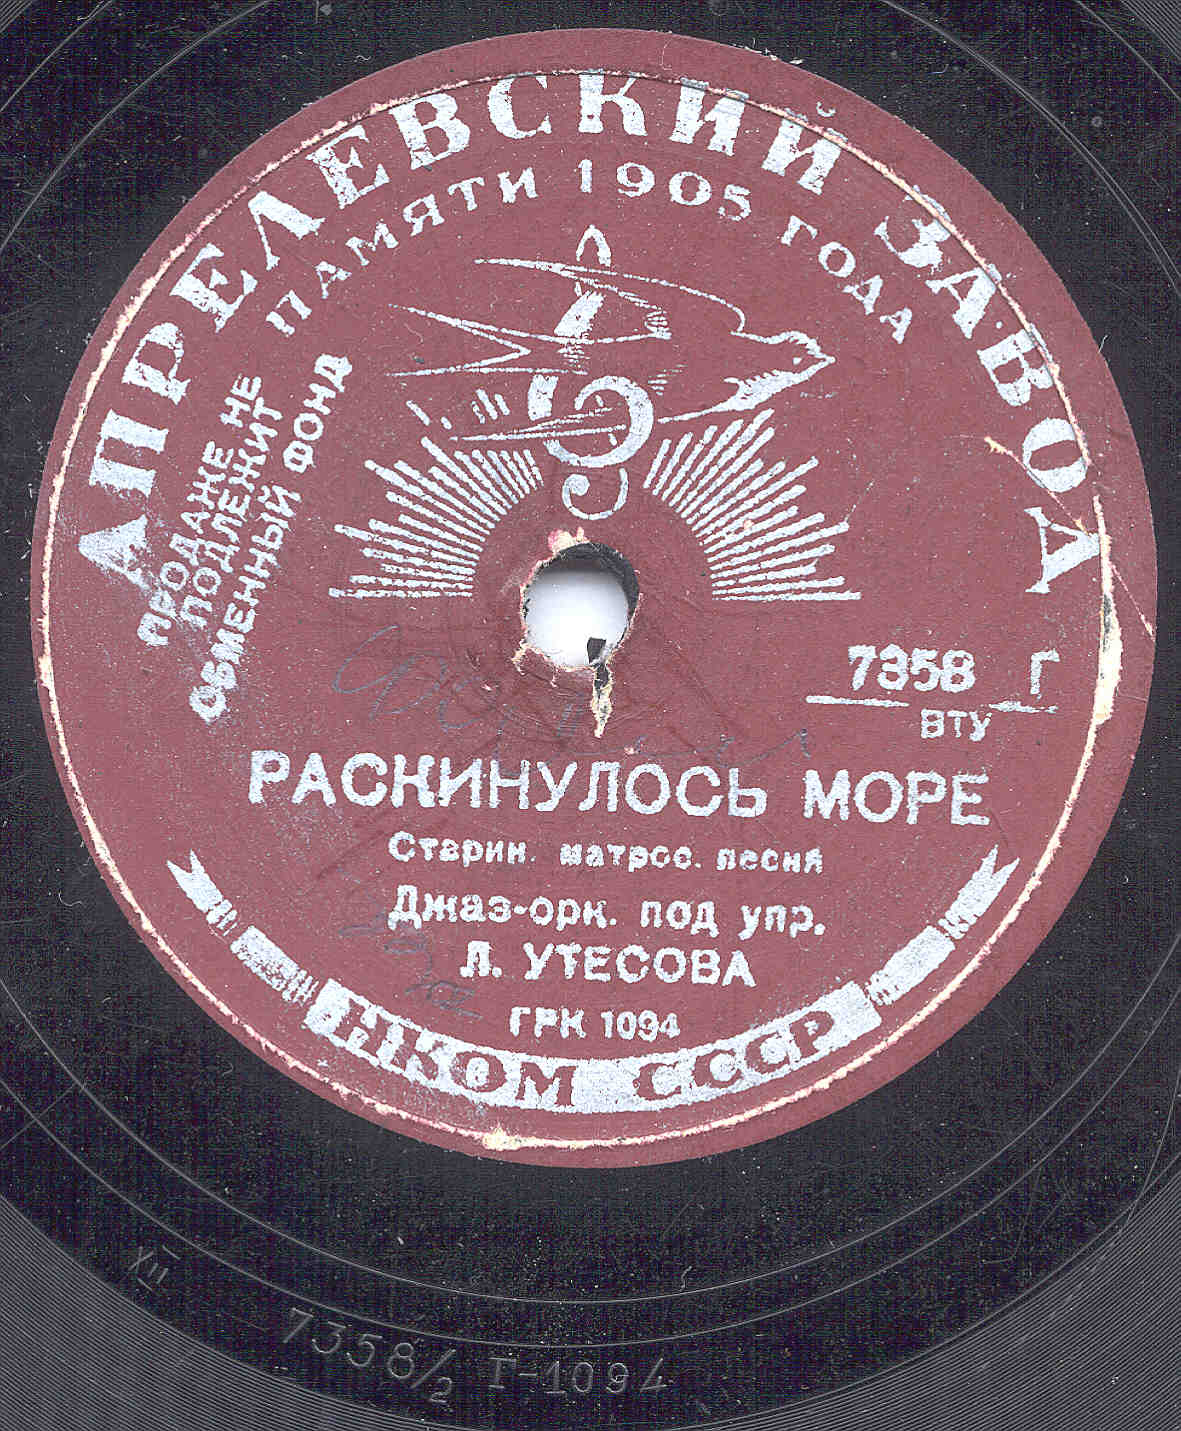 АПРЕЛЕВСКИЙ ЗАВОД
ПАМЯТИ 1905 ГОДА
ПРОДАЖЕ НЕ
ПОДЛЕЖИТ
ОБМЕННЫЙ ФОНД
7358 Г
ВТУ
РАСКИНУЛОСЬ МОРЕ
Старин. матрос. песня
Джаз-орк. под упр.
Л. УТЕСОВА
ГРК 1094
НКОМ СССР
XII
7358/2 Г-1094